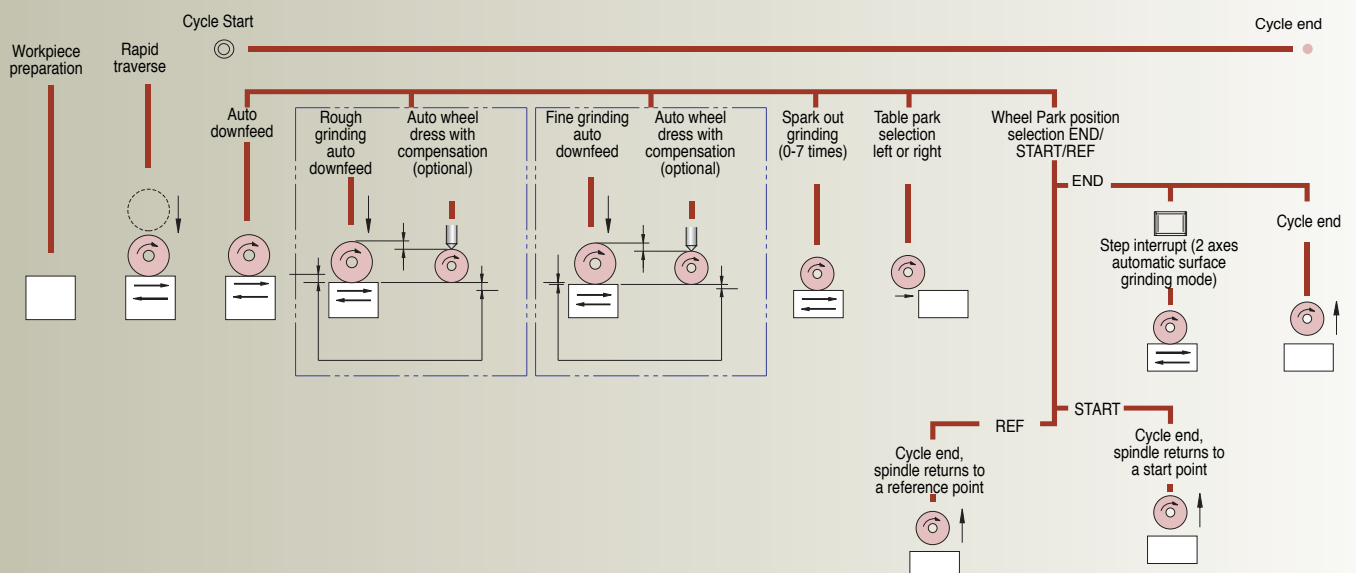 Cycle Start
Cycle end
Workpiece
preparation
Rapid
traverse
Auto
downfeed
Rough
grinding
auto
downfeed
Auto wheel
dress with
compensation
(optional)
Fine grinding
auto
downfeed
Auto wheel
dress with
compensation
(optional)
Spark out
grinding
(0-7 times)
Table park
selection
left or right
Wheel Park position
selection END/
START/REF
END
Step interrupt (2 axes
automatic surface
grinding mode)
Cycle end
START
REF
Cycle end,
spindle returns to
a reference point
Cycle end,
spindle returns to
a start point